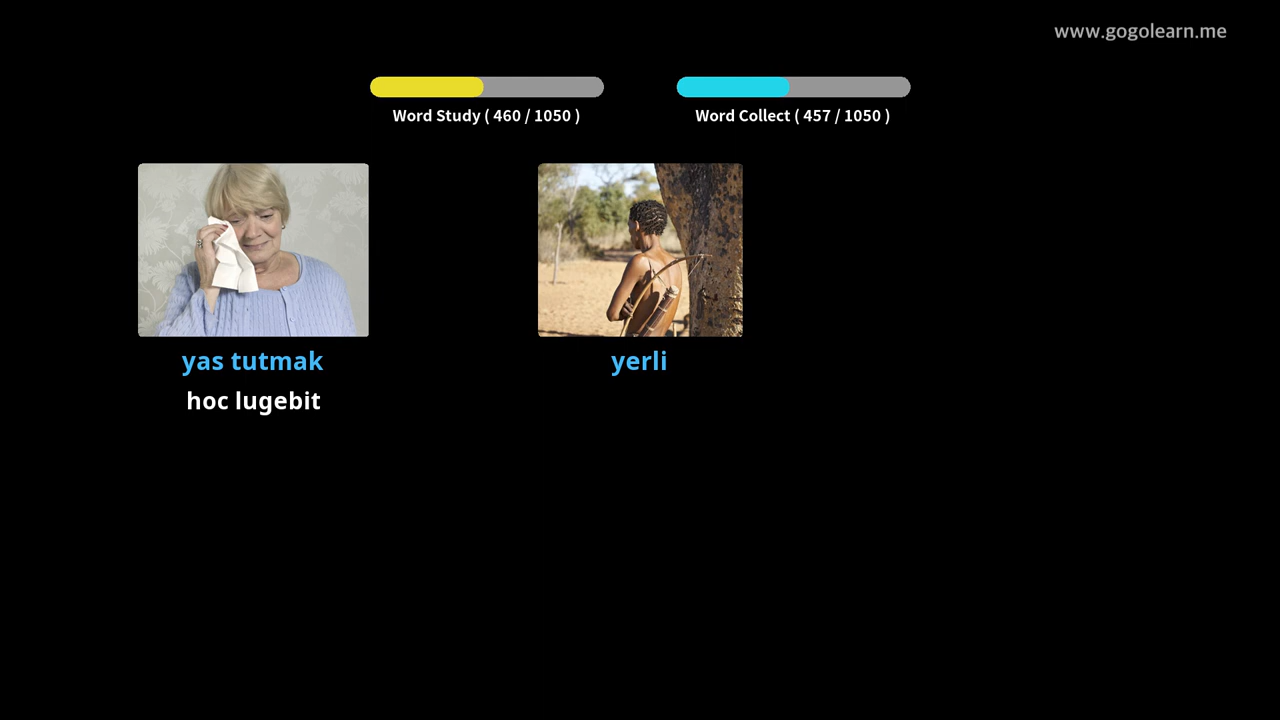 www.gogolearn.me
Word Study ( 460 / 1050 )
Word Collect ( 457 / 1050 )
yas tutmak
hoc lugebit
yerli